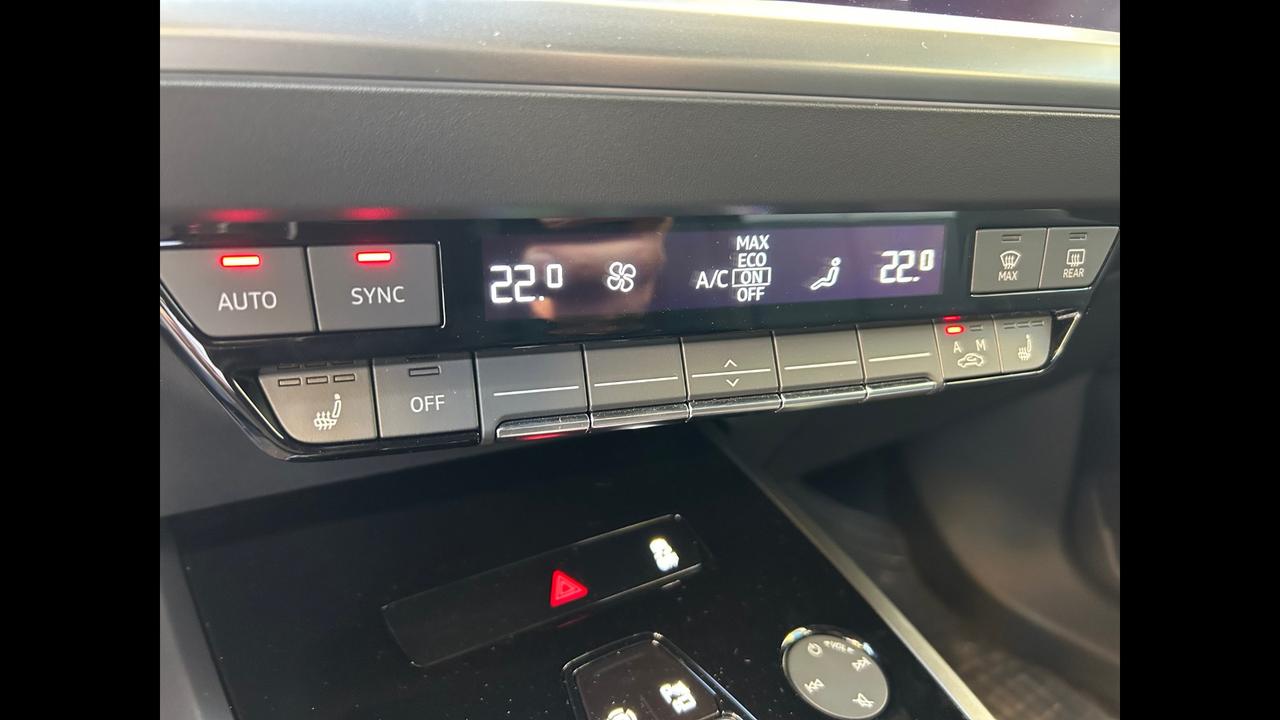 AUTO
SYNC
22.0
A/C
MAX
ECO
ON
OFF
22.0
MAX
REAR
OFF
A M